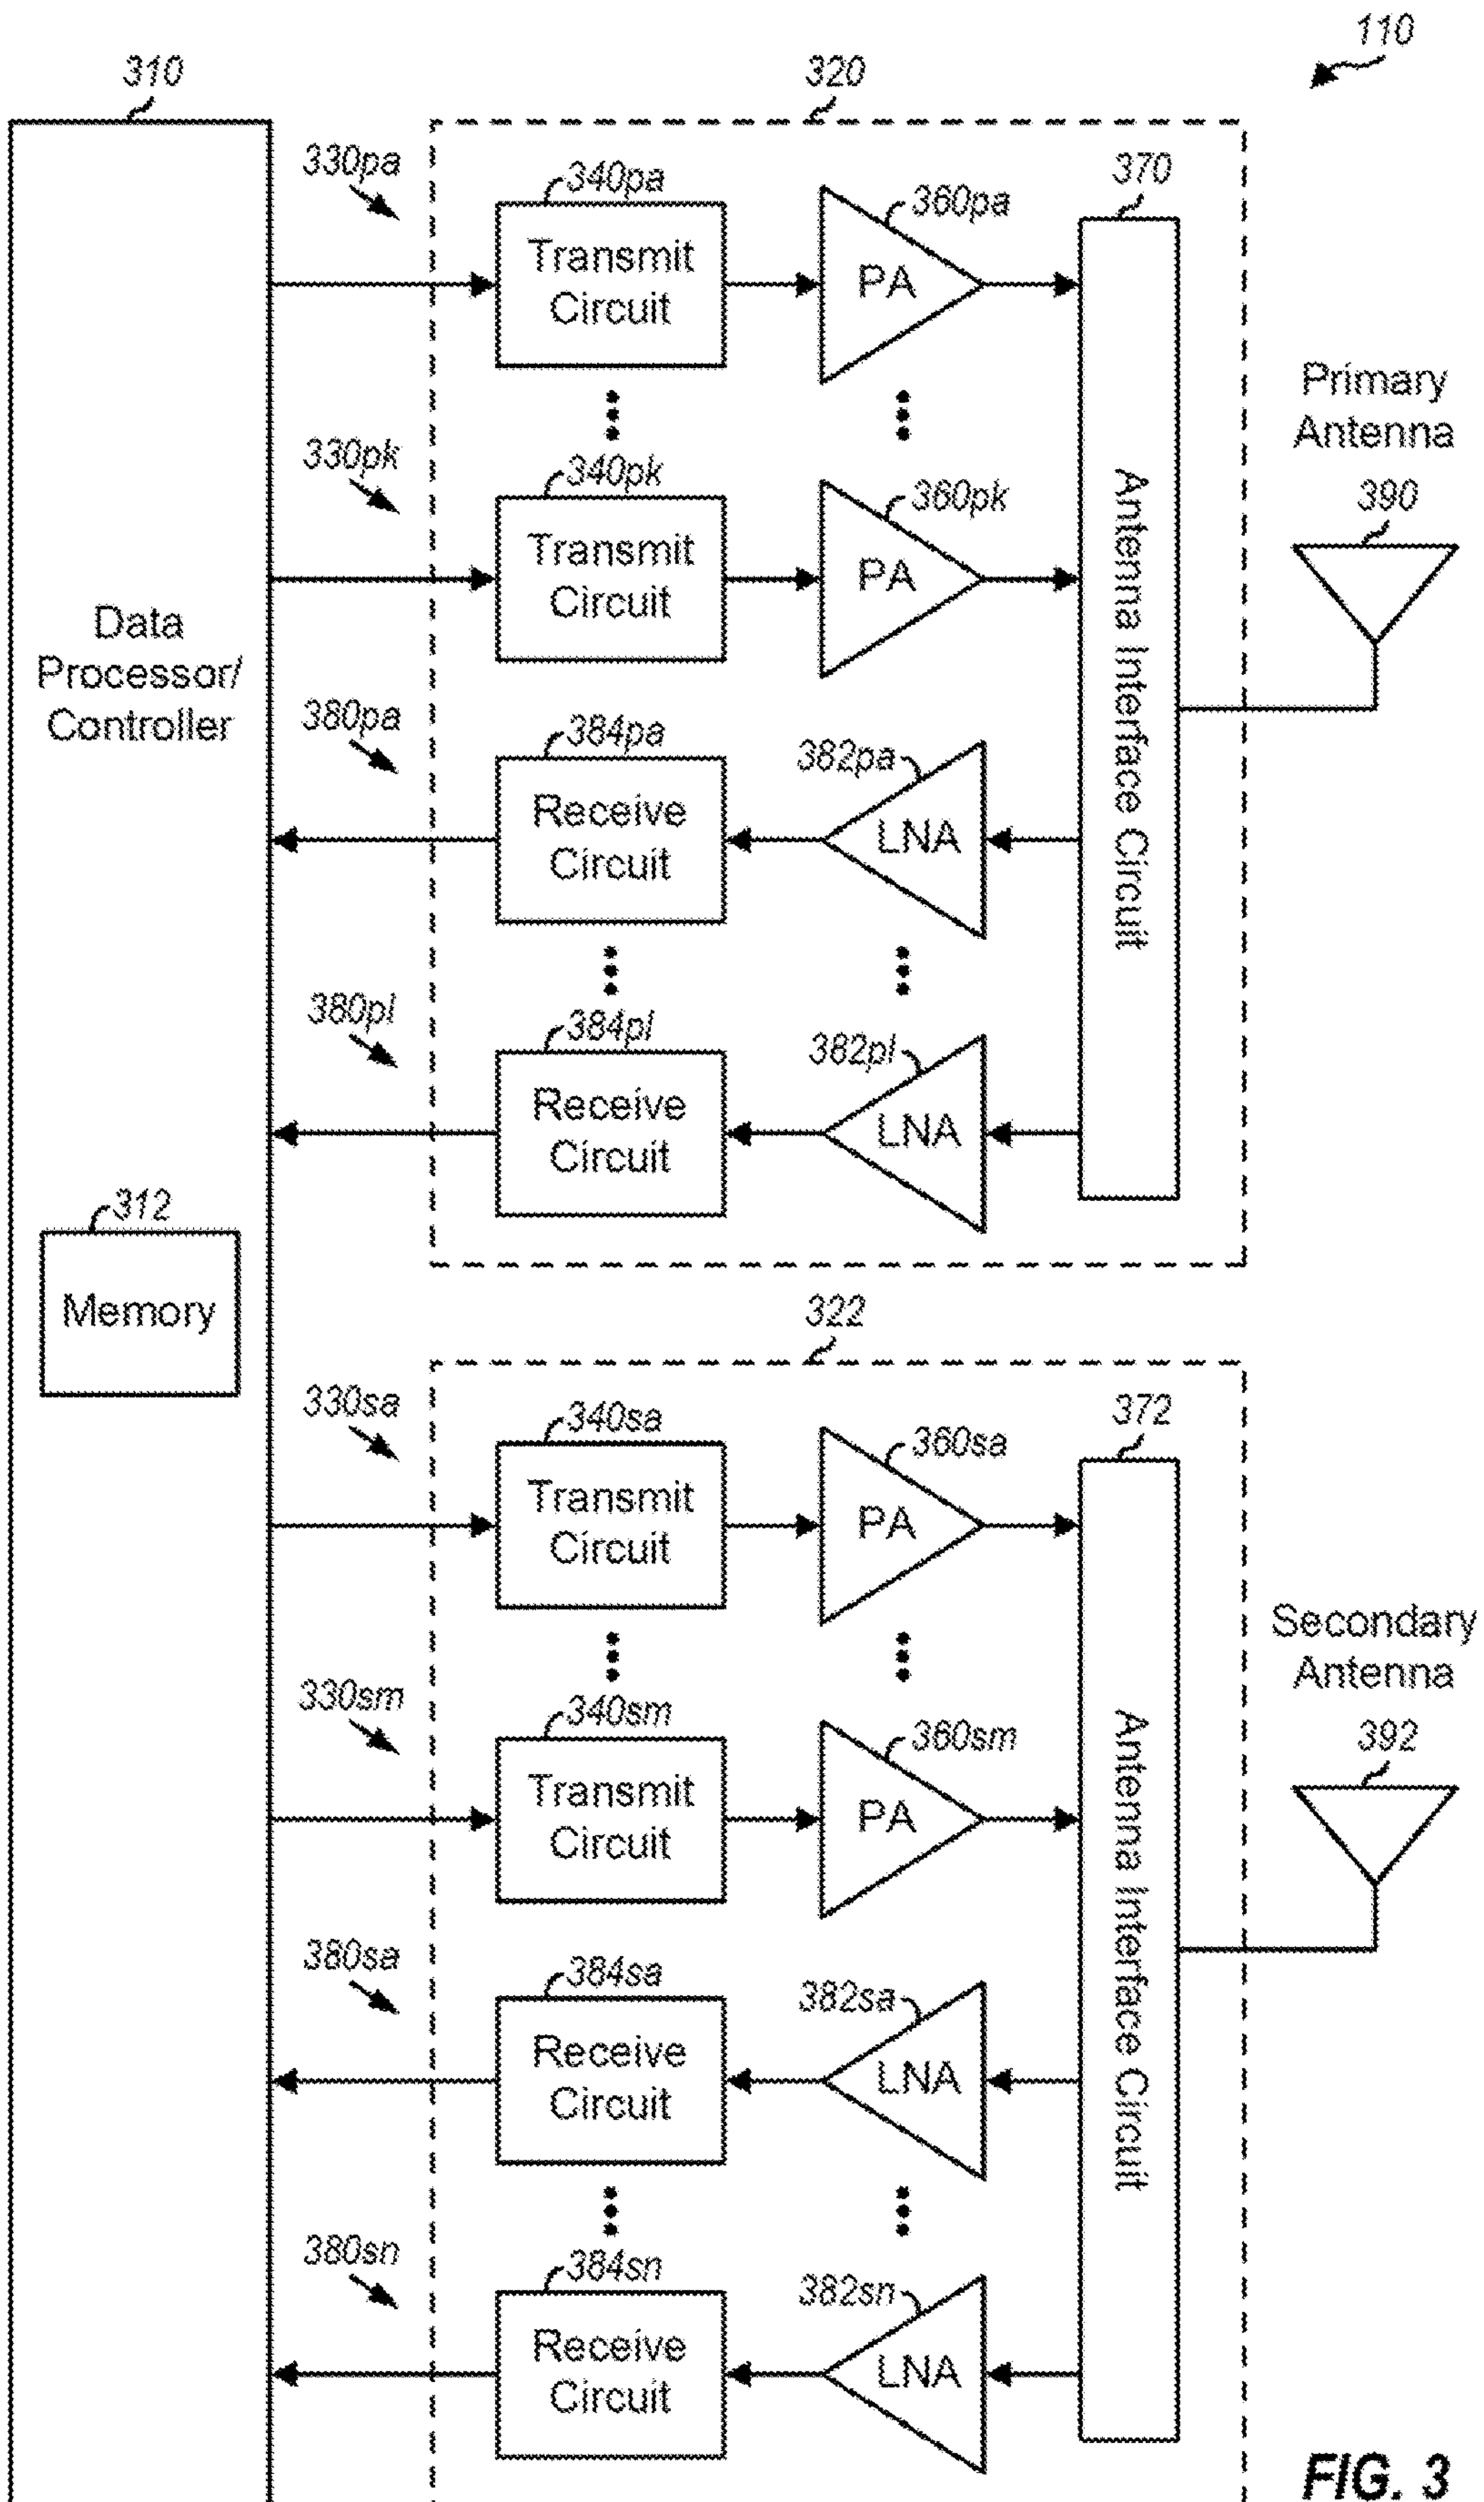 110
310
320
330pa
340pa
360pa
370
Transmit
Circuit
PA
Primary
Antenna
330pk
340pk
360pk
390
Transmit
Circuit
PA
Antenna Interface Circuit
Data
Processor/
Controller
380pa
384pa
382pa
Receive
Circuit
LNA
380pl
384pl
382pl
Receive
Circuit
LNA
312
Memory
322
330sa
340sa
360sa
372
Transmit
Circuit
PA
Secondary
Antenna
330sm
340sm
360sm
392
Transmit
Circuit
PA
Antenna Interface Circuit
380sa
384sa
382sa
Receive
Circuit
LNA
380sn
384sn
382sn
Receive
Circuit
LNA
FIG. 3